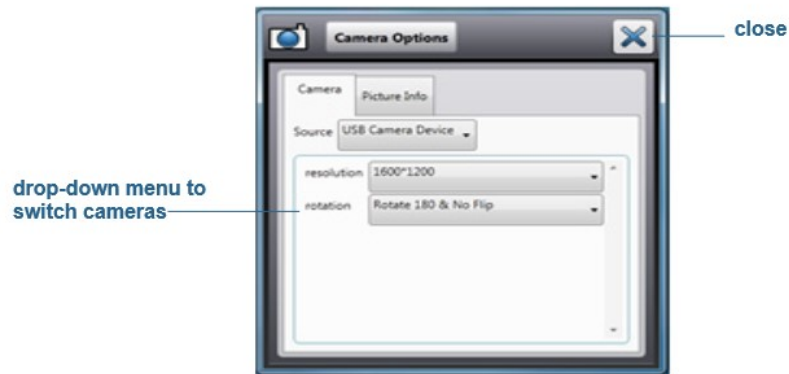 Camera Options
close
Camera
Picture Info
Source USB Camera Device
resolution 1600*1200
rotation Rotate 180 & No Flip
drop-down menu to
switch cameras